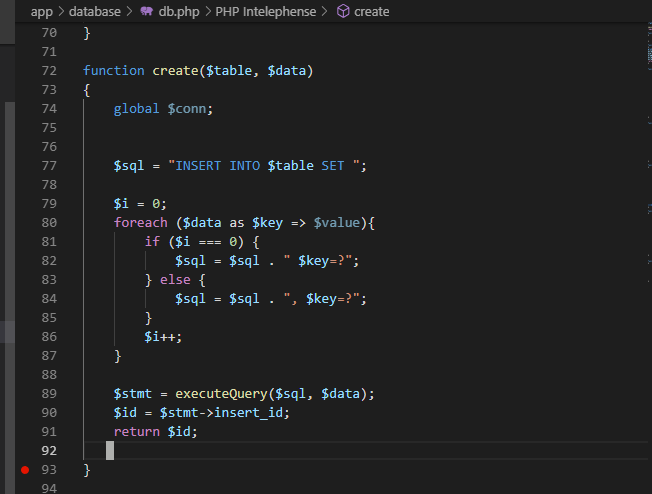 app > database > db.php > PHP Intelephense > create
70 }
71
72 function create($table, $data)
73 {
74     global $conn;
75
76
77     $sql = "INSERT INTO $table SET ";
78
79     $i = 0;
80     foreach ($data as $key => $value){
81         if ($i === 0) {
82             $sql = $sql . " $key=?";
83         } else {
84             $sql = $sql . ", $key=?";
85         }
86         $i++;
87     }
88
89     $stmt = executeQuery($sql, $data);
90     $id = $stmt->insert_id;
91     return $id;
92
93 }
94